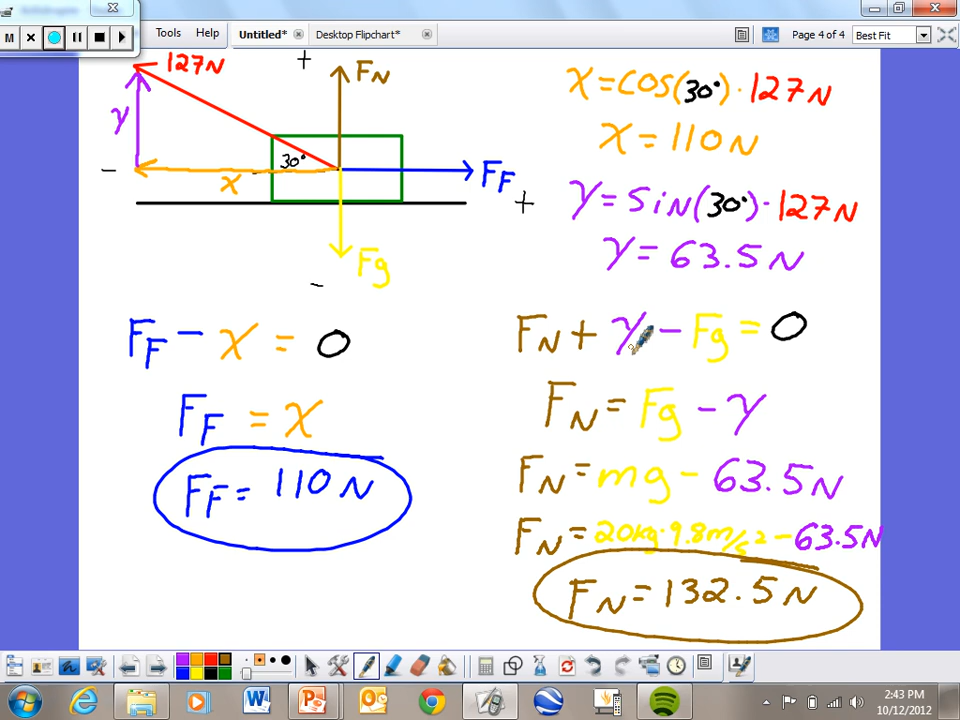 Tools Help Untitled* Desktop Flipchart* Page 4 of 4 Best Fit
M
127N
+
FN
y
30°
-
x
FF
+
Fg
-
x = cos(30°) · 127N
x = 110N
y = SiN(30°) · 127N
y = 63.5N
FF - x = 0
FF = x
FF = 110N
FN + y - Fg = 0
FN = Fg - y
FN = mg - 63.5N
FN = 20kg · 9.8m/s² - 63.5N
FN = 132.5N
2:43 PM
10/12/2012